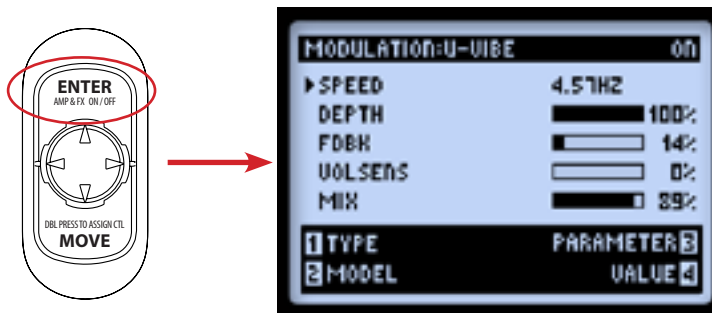 ENTER
AMP & FX ON / OFF
DBL PRESS TO ASSIGN CTL
MOVE
MODULATION:U-VIBE ON
SPEED 4.57HZ
DEPTH 100%
FDBK 14%
VOLSENS 0%
MIX 89%
1 TYPE PARAMETER 3
2 MODEL VALUE 4